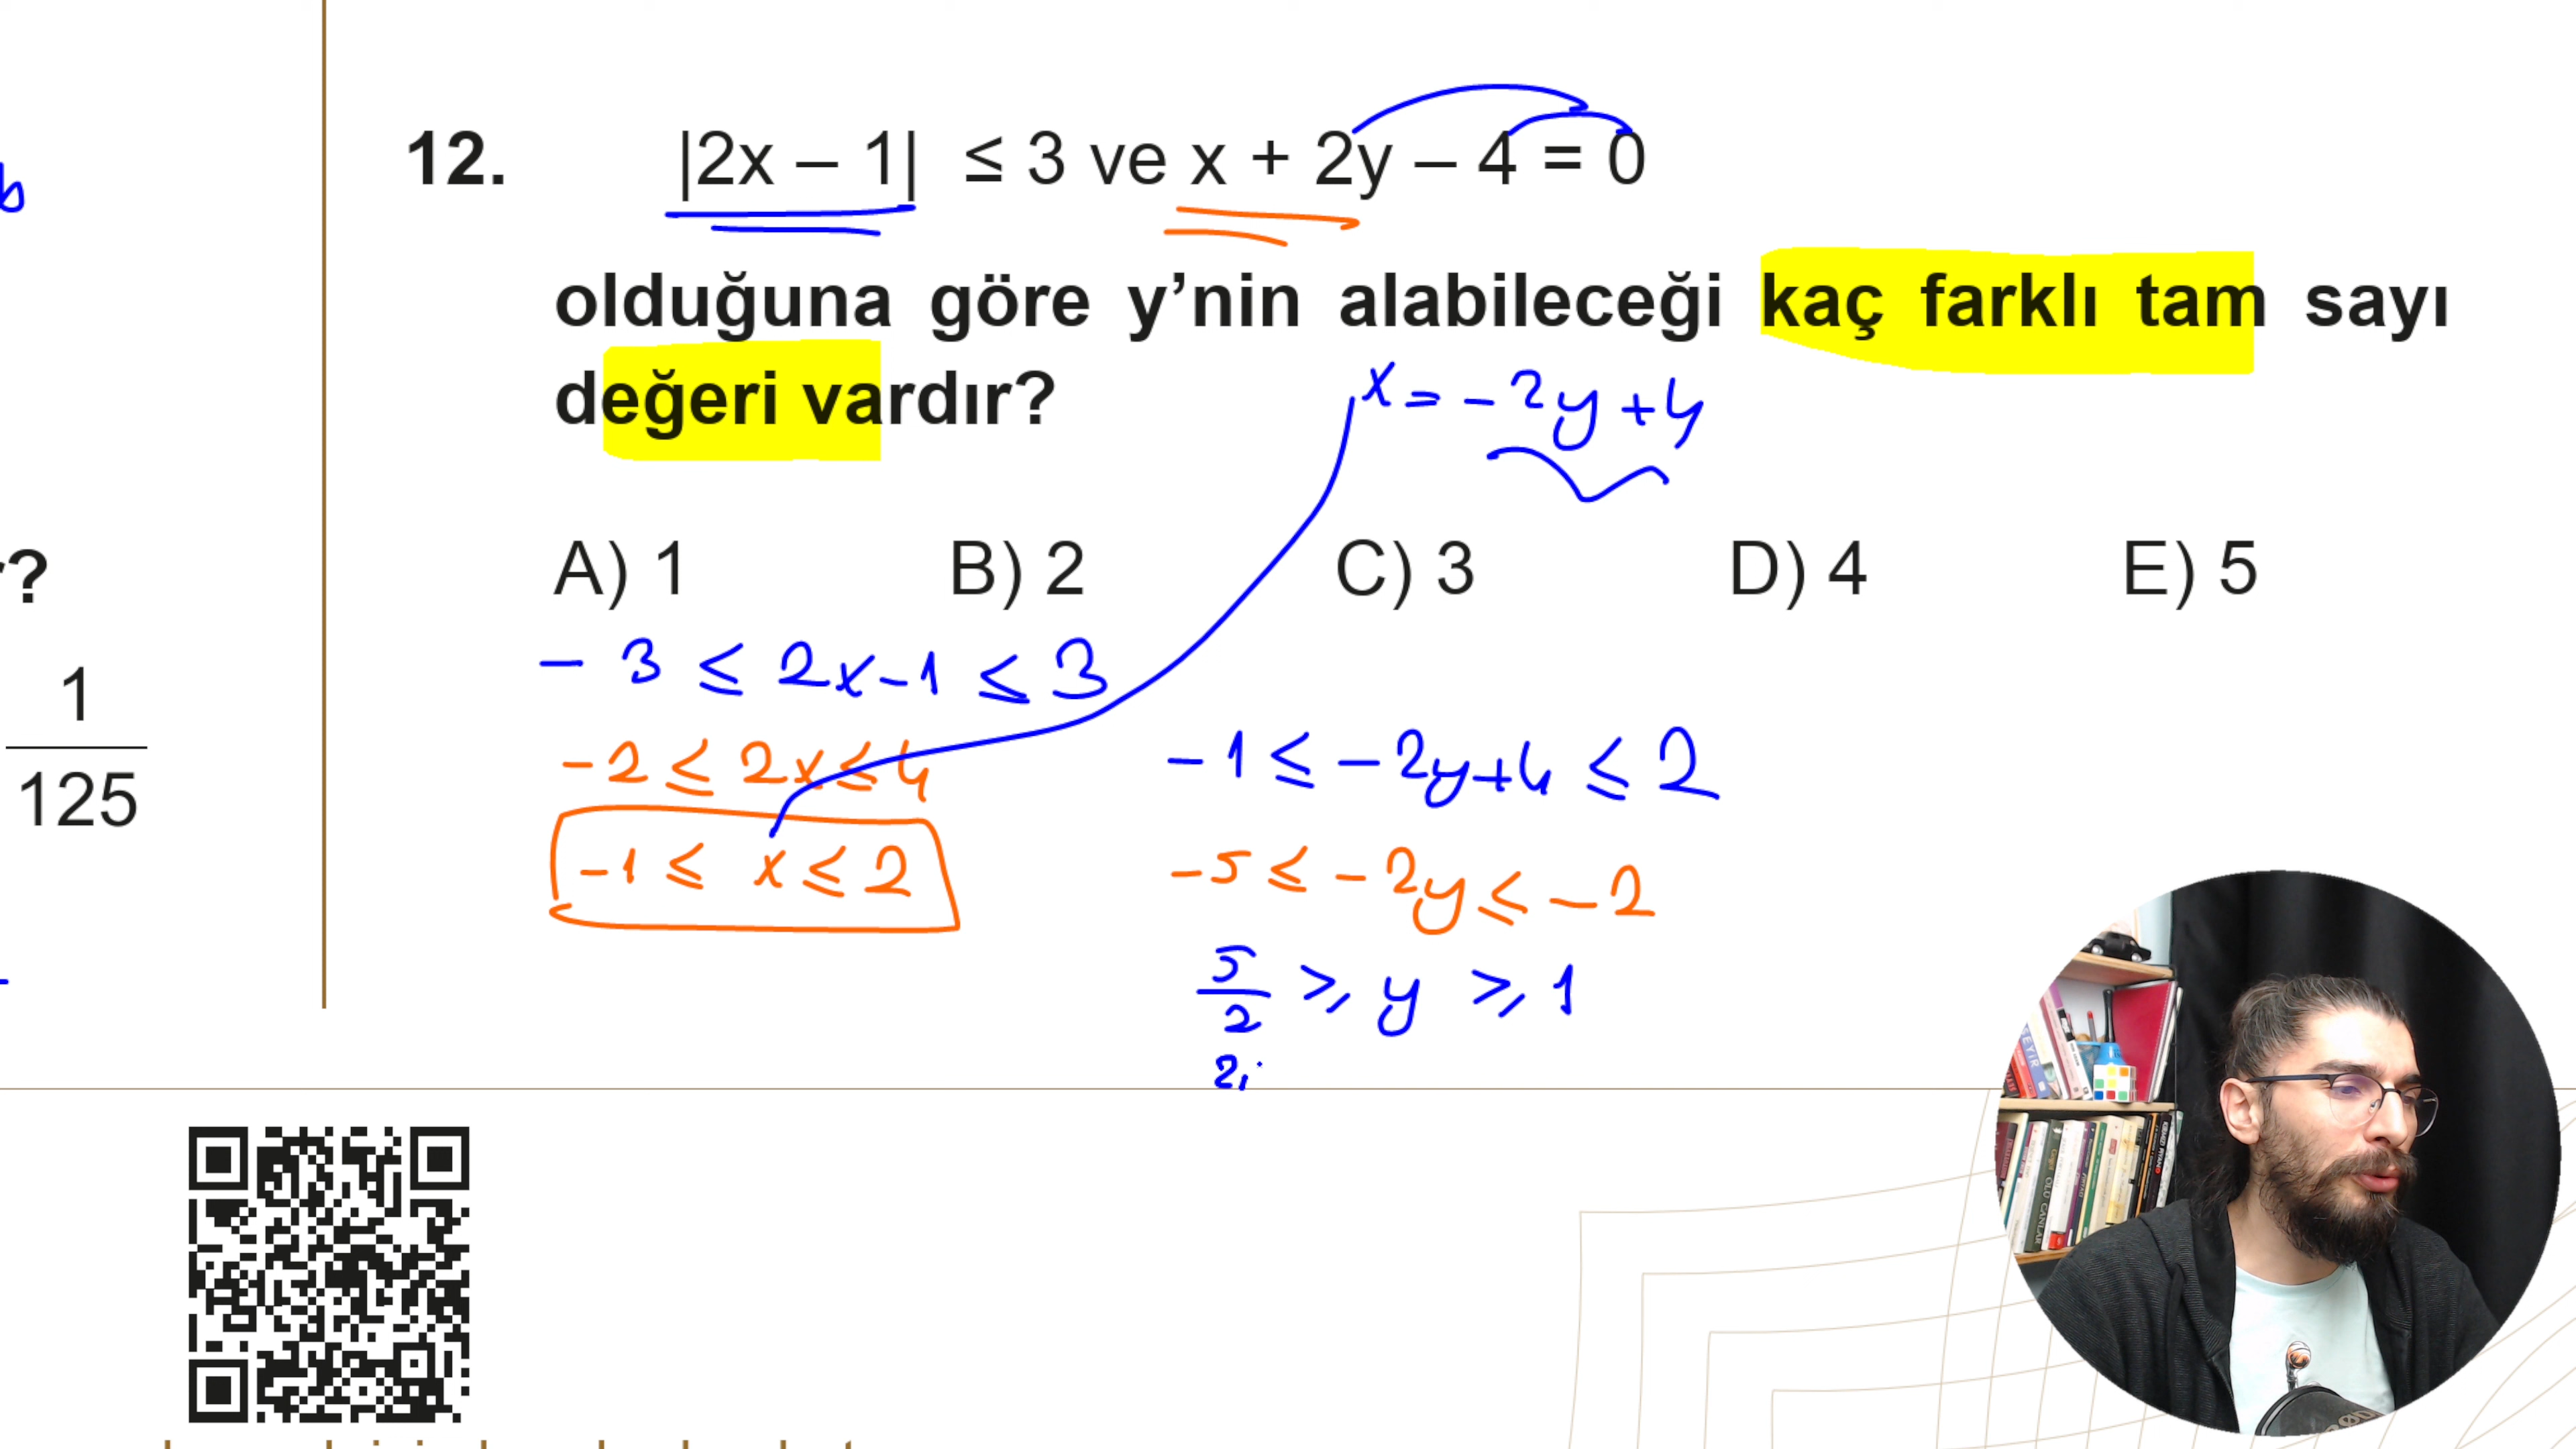 b
12. |2x – 1| ≤ 3 ve x + 2y – 4 = 0
olduğuna göre y’nin alabileceği kaç farklı tam sayı
değeri vardır?
x = -2y+4
A) 1 B) 2 C) 3 D) 4 E) 5
?
1
125
-3 ≤ 2x-1 ≤ 3
-2 ≤ 2x ≤ 4
-1 ≤ x ≤ 2
-1 ≤ -2y+4 ≤ 2
-5 ≤ -2y ≤ -2
5/2 ≥ y ≥ 1